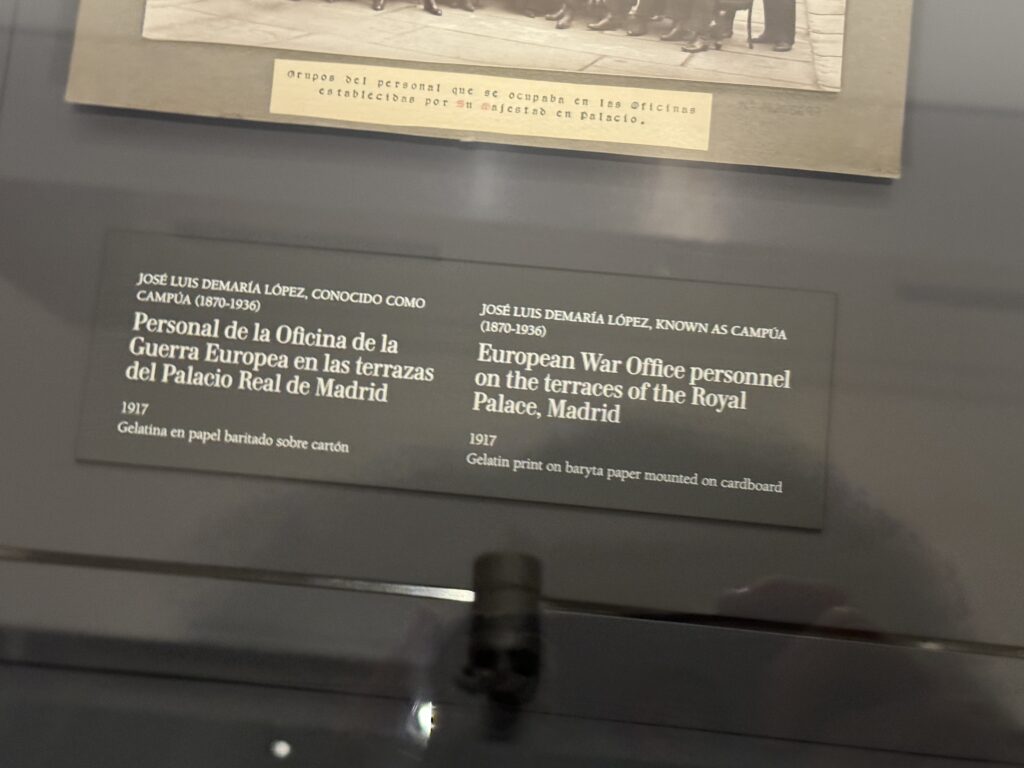 Grupos del personal que se ocupaba en las Oficinas
establecidas por Su Majestad en Palacio.
JOSÉ LUIS DEMARÍA LÓPEZ, CONOCIDO COMO
CAMPÚA (1870-1936)
Personal de la Oficina de la
Guerra Europea en las terrazas
del Palacio Real de Madrid
1917
Gelatina en papel baritado sobre cartón
JOSÉ LUIS DEMARÍA LÓPEZ, KNOWN AS CAMPÚA
(1870-1936)
European War Office personnel
on the terraces of the Royal
Palace, Madrid
1917
Gelatin print on baryta paper mounted on cardboard